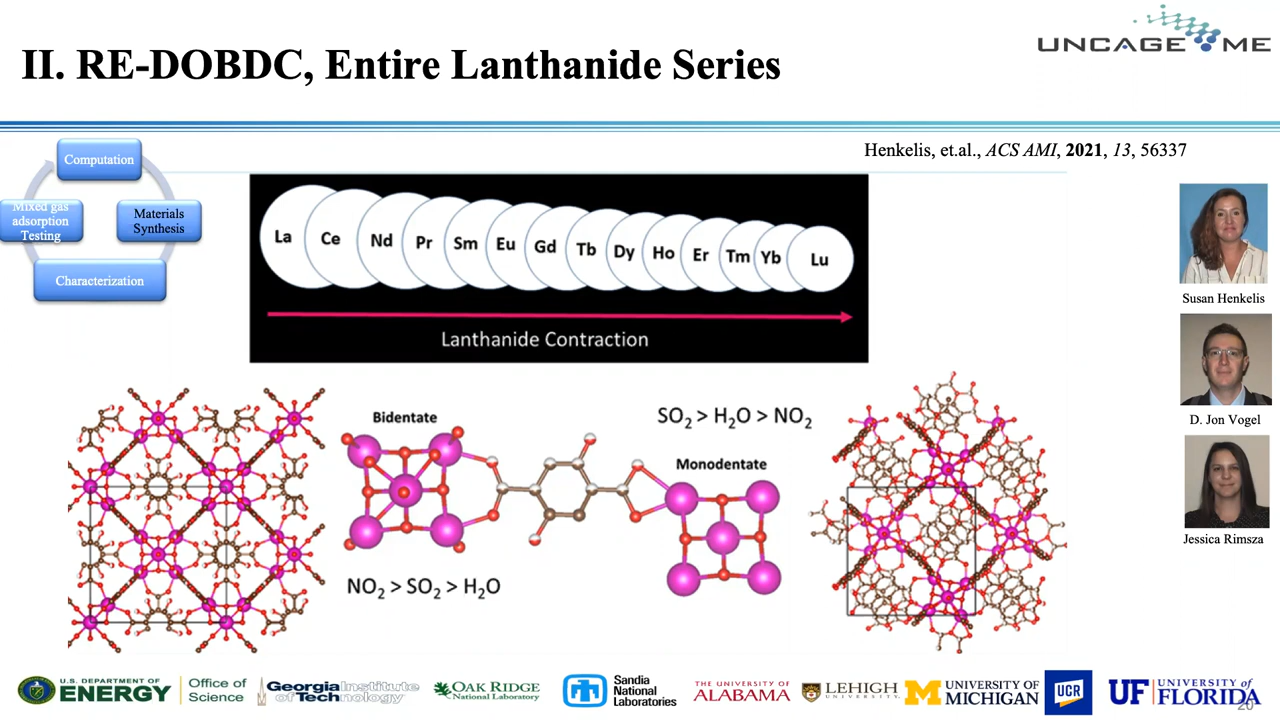 UNCAGE ME
II. RE-DOBDC, Entire Lanthanide Series
Henkelis, et.al., ACS AMI, 2021, 13, 56337
Computation
Mixed gas
adsorption
Testing
Materials
Synthesis
Characterization
La Ce Nd Pr Sm Eu Gd Tb Dy Ho Er Tm Yb Lu
Lanthanide Contraction
Susan Henkelis
D. Jon Vogel
Jessica Rimsza
Bidentate
SO₂ > H₂O > NO₂
Monodentate
NO₂ > SO₂ > H₂O
U.S. DEPARTMENT OF
ENERGY
Office of
Science
Georgia Institute
of Technology
OAK RIDGE
National Laboratory
Sandia
National
Laboratories
THE UNIVERSITY OF
ALABAMA
LEHIGH
UNIVERSITY
M UNIVERSITY OF
MICHIGAN
UCR
UF UNIVERSITY of
FLORIDA
20